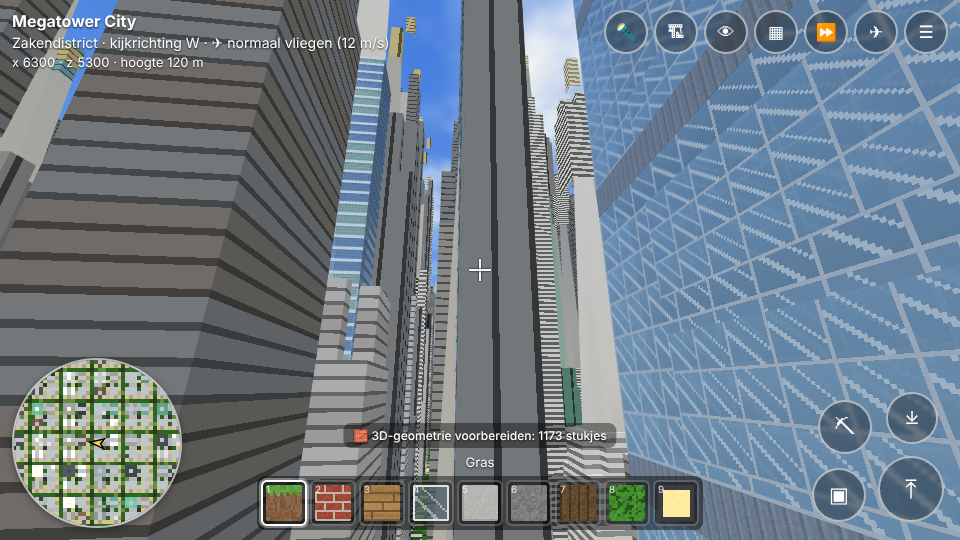 Megatower City
Zakendistrict · kijkrichting W · ✈ normaal vliegen (12 m/s)
x 6300 · z 5300 · hoogte 120 m
3D-geometrie voorbereiden: 1173 stukjes
Gras
1 2 3 4 5 6 7 8 9